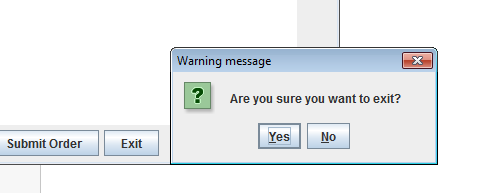 Warning message
Are you sure you want to exit?
Yes No
Submit Order Exit